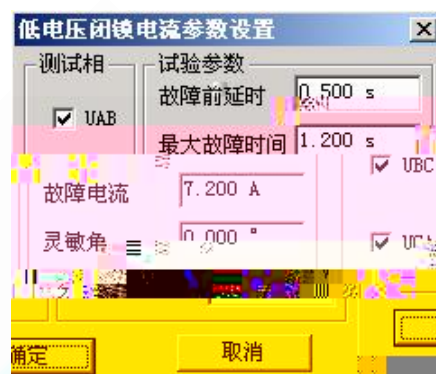 低电压闭锁电流参数设置
测试相 试验参数
故障前延时 0.500 s
UAB
最大故障时间 1.200 s
UBC
故障电流 7.200 A
灵敏角 0.000 °
确定 取消